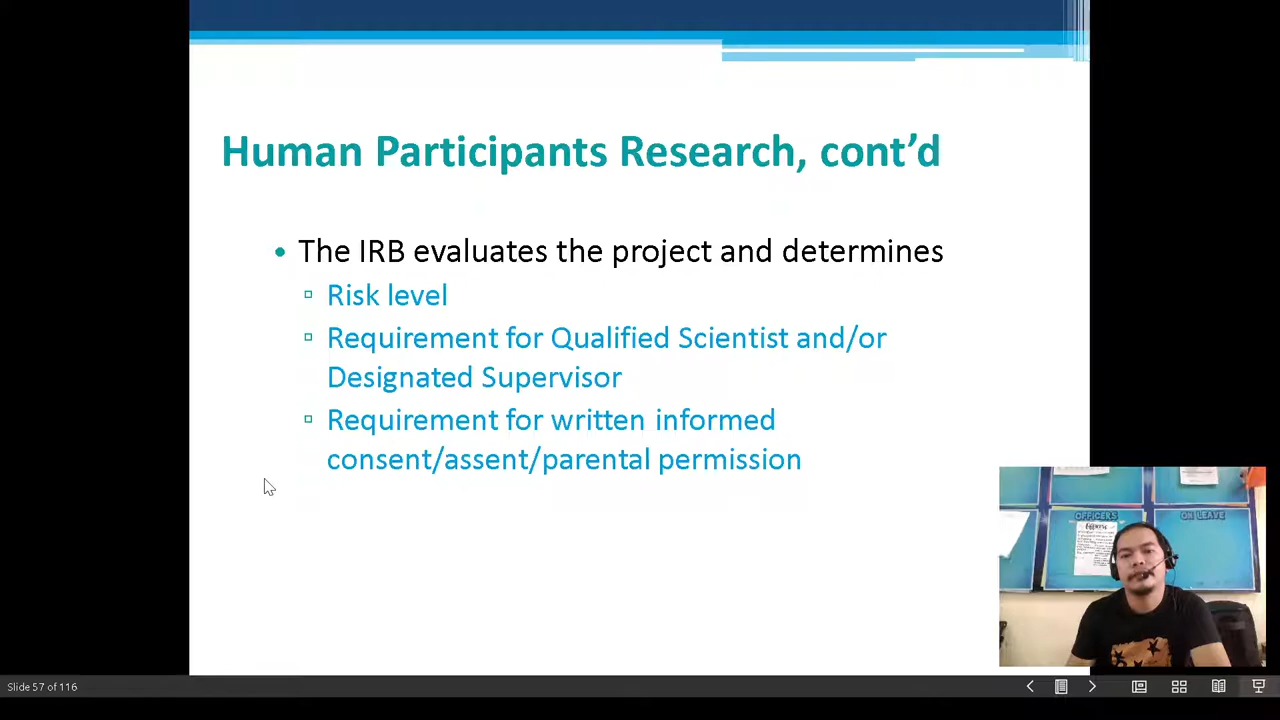 Human Participants Research, cont’d
• The IRB evaluates the project and determines
▫ Risk level
▫ Requirement for Qualified Scientist and/or
Designated Supervisor
▫ Requirement for written informed
consent/assent/parental permission
OFFICERS
ON LEAVE
Slide 57 of 116